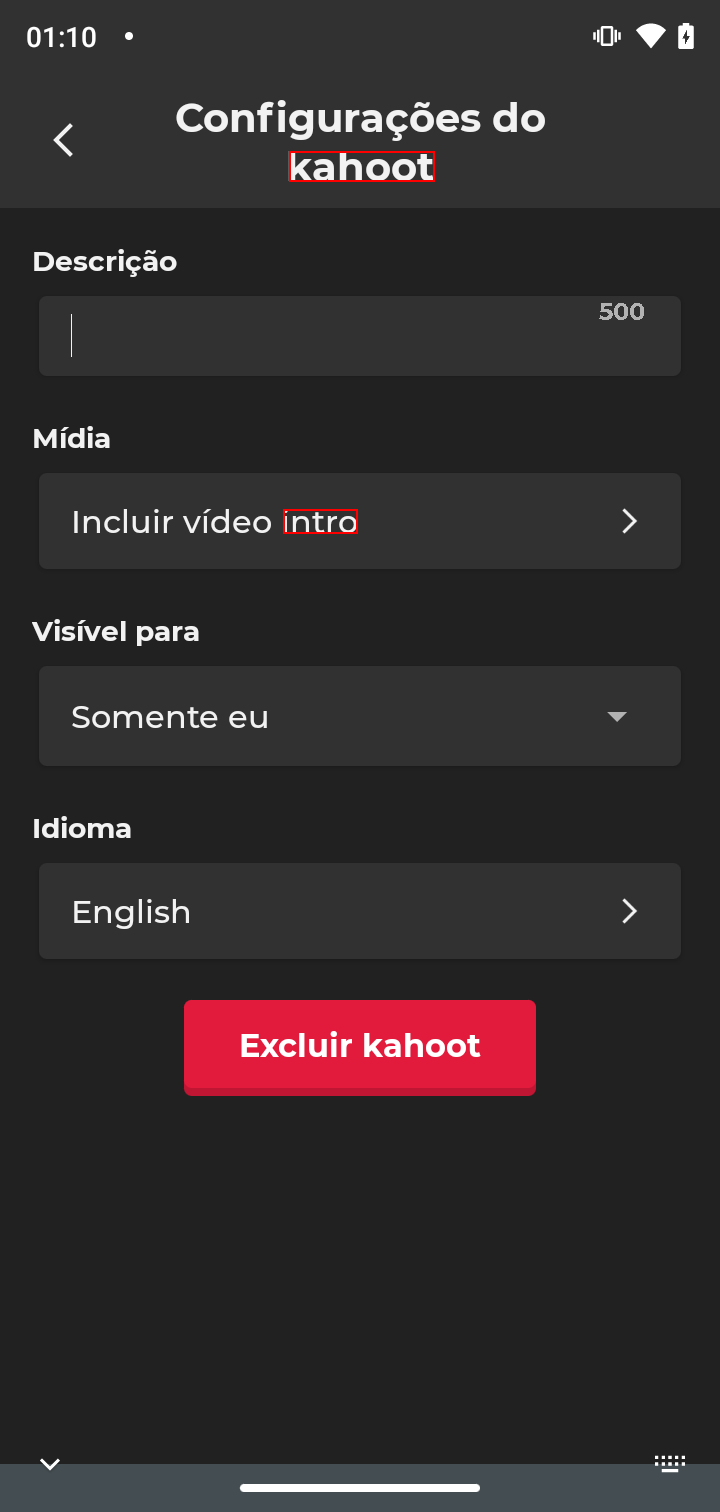 01:10
Configurações do
kahoot
Descrição
500
Mídia
Incluir vídeo intro
Visível para
Somente eu
Idioma
English
Excluir kahoot